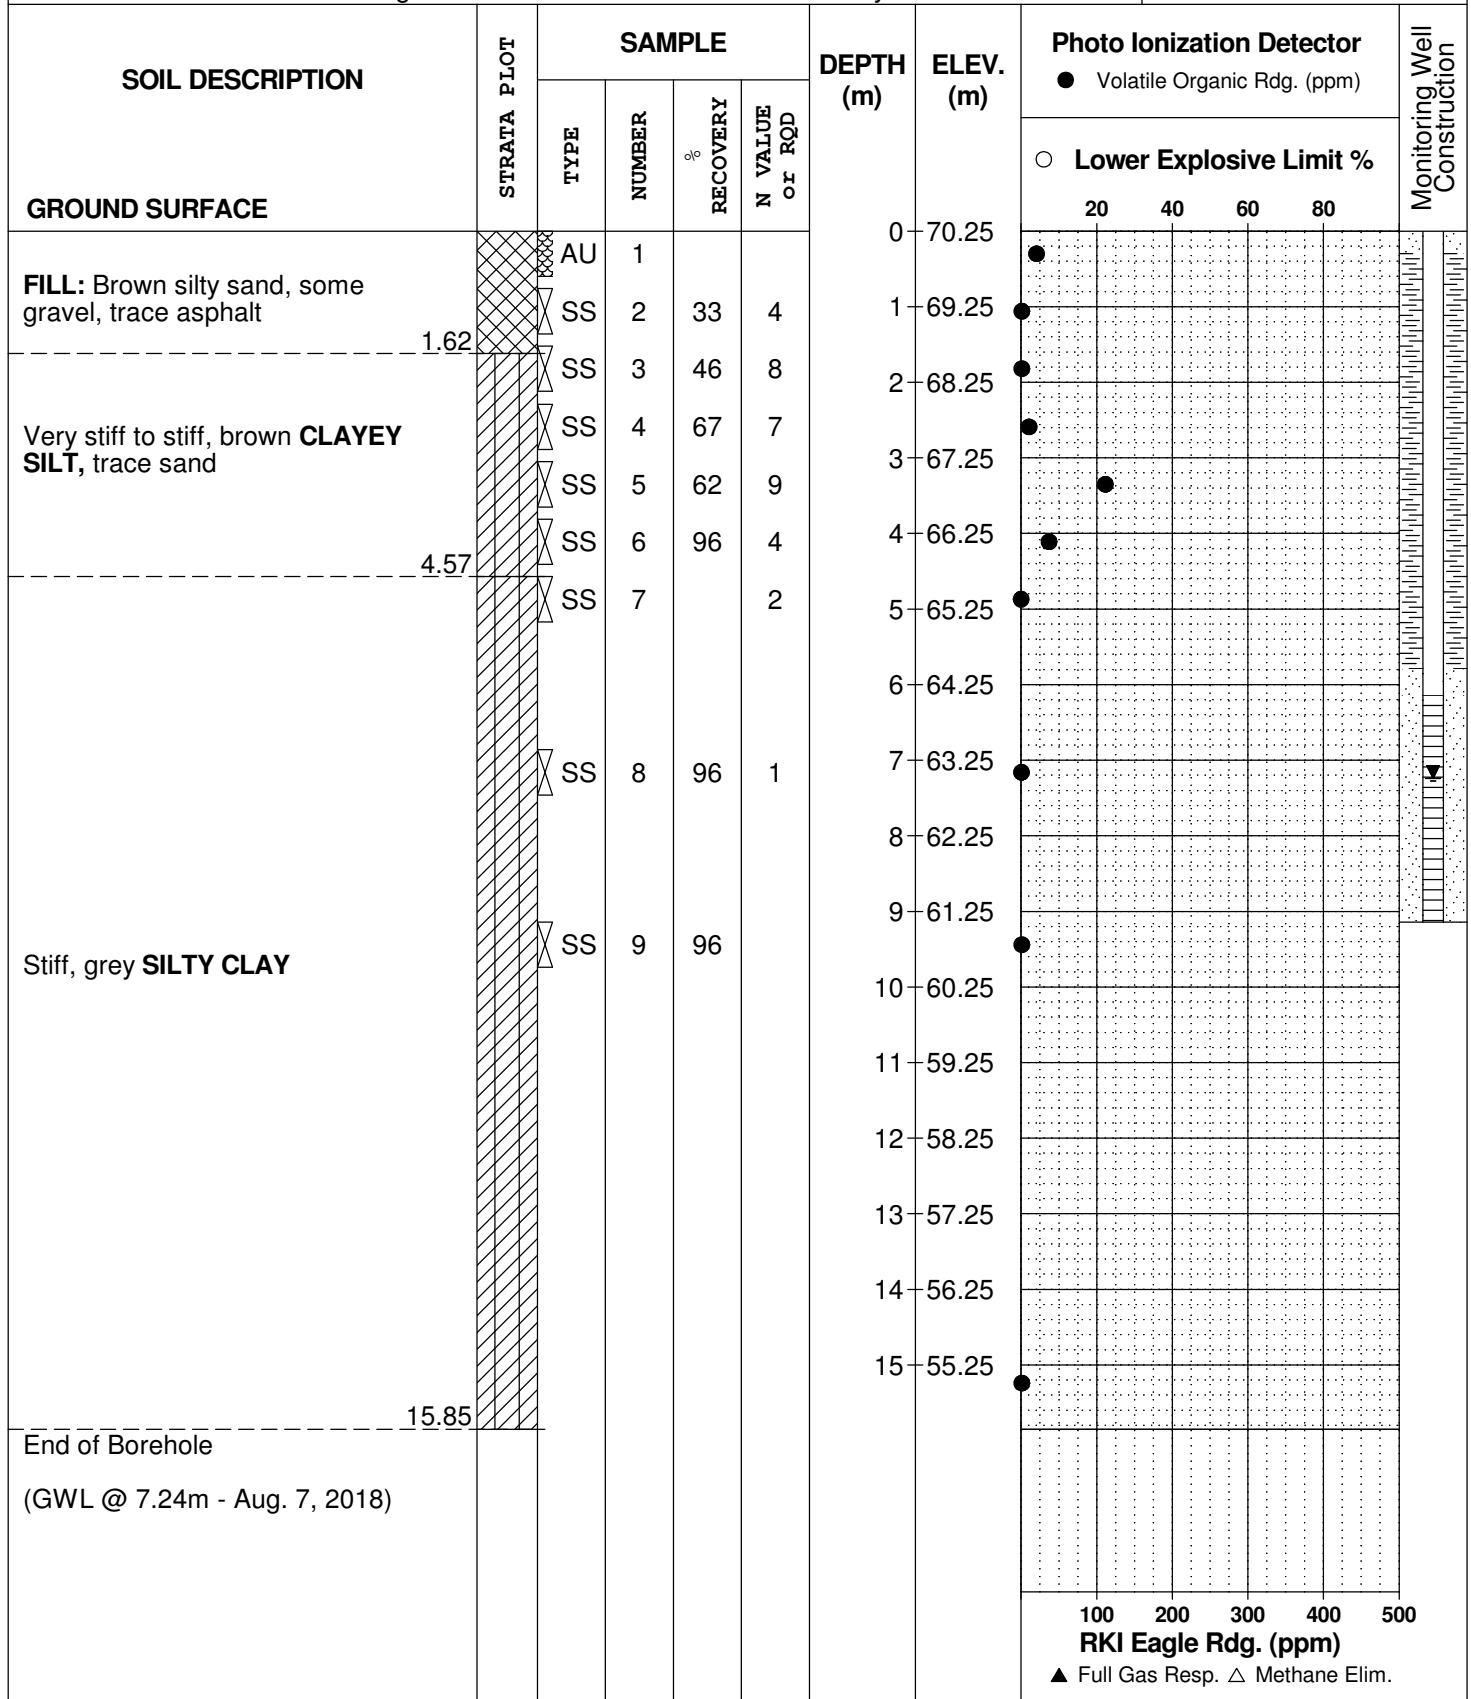 SOIL DESCRIPTION
GROUND SURFACE
STRATA PLOT
SAMPLE
TYPE
NUMBER
%
RECOVERY
N VALUE
or RQD
DEPTH
(m)
ELEV.
(m)
Photo Ionization Detector
● Volatile Organic Rdg. (ppm)
○ Lower Explosive Limit %
20 40 60 80
Monitoring Well
Construction
0 70.25
AU 1
FILL: Brown silty sand, some
gravel, trace asphalt
1.62
SS 2 33 4
1 69.25
SS 3 46 8
2 68.25
Very stiff to stiff, brown CLAYEY
SILT, trace sand
SS 4 67 7
3 67.25
SS 5 62 9
4 66.25
SS 6 96 4
4.57
SS 7 2
5 65.25
6 64.25
7 63.25
SS 8 96 1
8 62.25
9 61.25
SS 9 96
Stiff, grey SILTY CLAY
10 60.25
11 59.25
12 58.25
13 57.25
14 56.25
15 55.25
15.85
End of Borehole
(GWL @ 7.24m - Aug. 7, 2018)
100 200 300 400 500
RKI Eagle Rdg. (ppm)
▲ Full Gas Resp. △ Methane Elim.